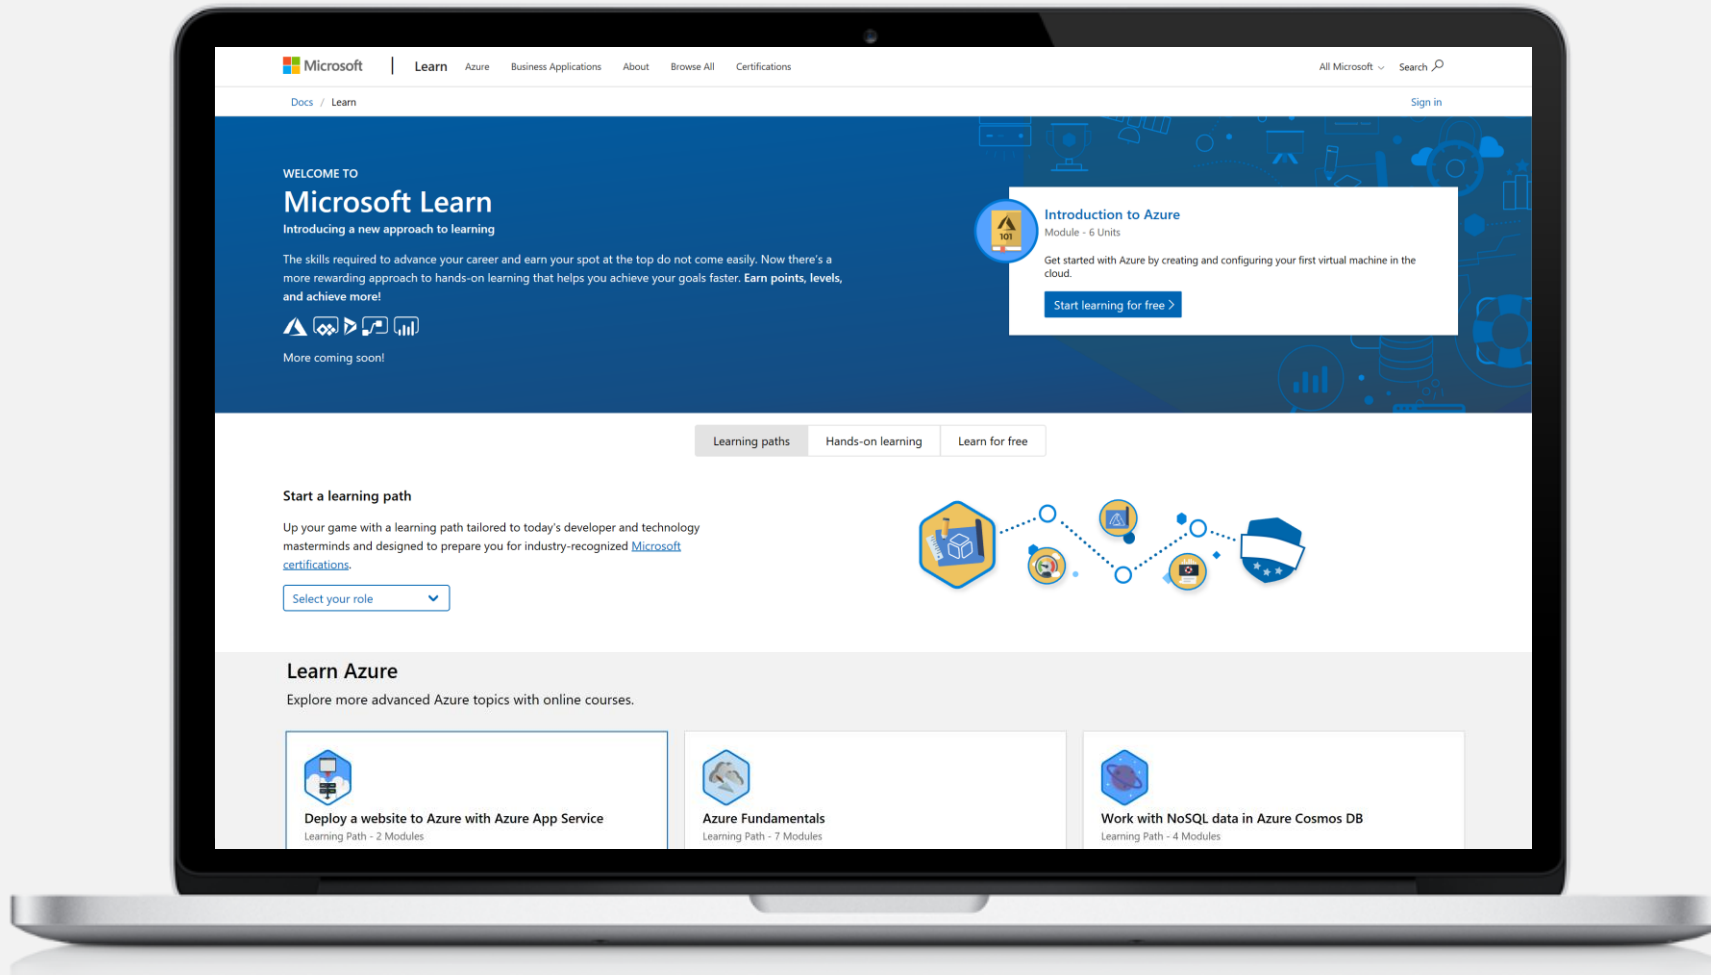 Microsoft | Learn Azure Business Applications About Browse All Certifications All Microsoft Search
Docs / Learn Sign in
WELCOME TO
Microsoft Learn
Introducing a new approach to learning
The skills required to advance your career and earn your spot at the top do not come easily. Now there's a
more rewarding approach to hands-on learning that helps you achieve your goals faster. Earn points, levels,
and achieve more!
More coming soon!
101
Introduction to Azure
Module - 6 Units
Get started with Azure by creating and configuring your first virtual machine in the
cloud.
Start learning for free
Learning paths Hands-on learning Learn for free
Start a learning path
Up your game with a learning path tailored to today's developer and technology
masterminds and designed to prepare you for industry-recognized Microsoft
certifications.
Select your role
Learn Azure
Explore more advanced Azure topics with online courses.
Deploy a website to Azure with Azure App Service
Learning Path - 2 Modules
Azure Fundamentals
Learning Path - 7 Modules
Work with NoSQL data in Azure Cosmos DB
Learning Path - 4 Modules